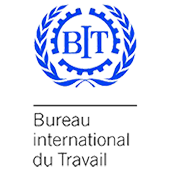 BIT
Bureau
international
du Travail